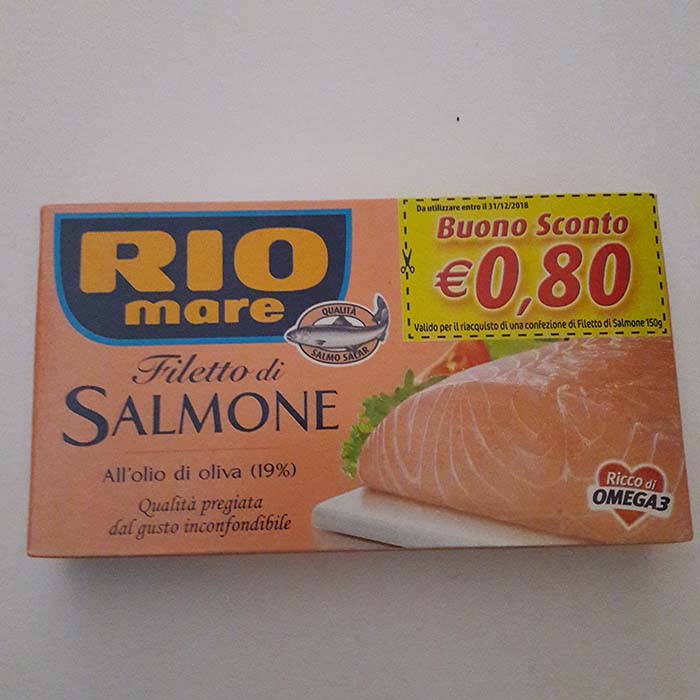 RIO
mare
QUALITÀ
SALMO SALAR
Filetto di
SALMONE
All'olio di oliva (19%)
Qualità pregiata
dal gusto inconfondibile
Da utilizzare entro il 31/12/2018
Buono Sconto
€0,80
Valido per il riacquisto di una confezione di Filetto di Salmone 150g
Ricco di
OMEGA3